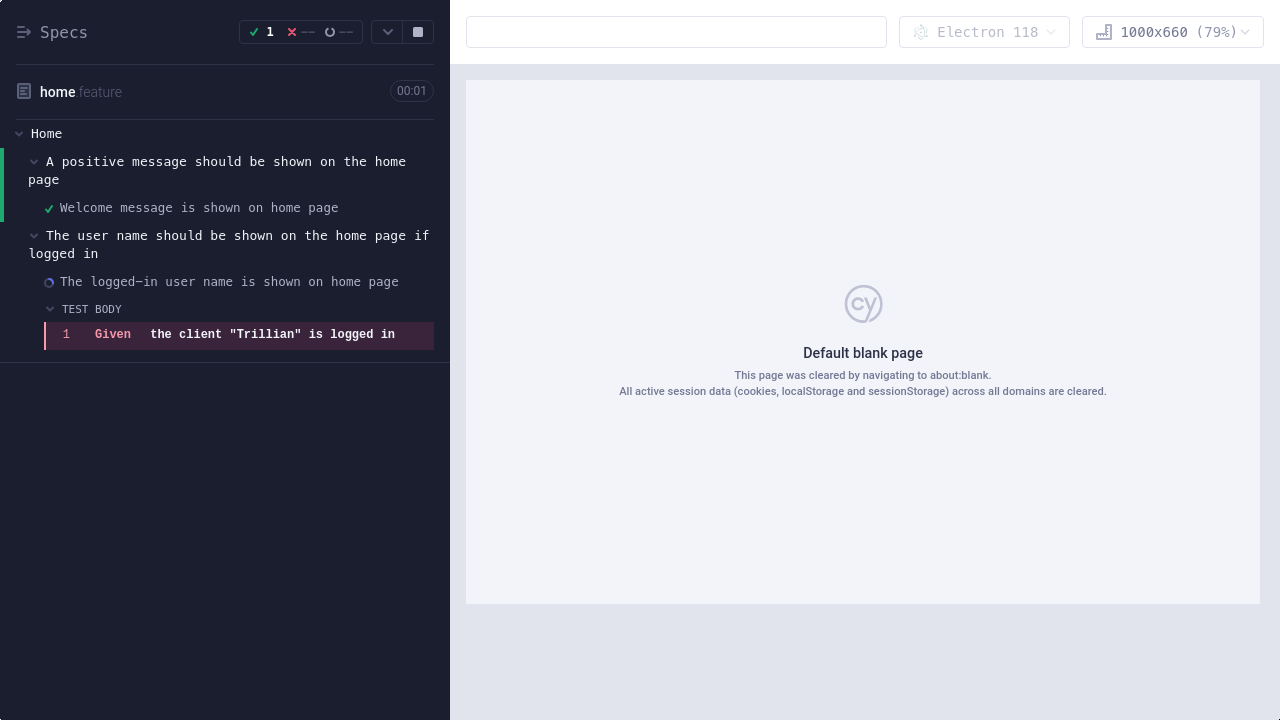 Specs
1
--
--
Electron 118
1000x660 (79%)
home.feature
00:01
Home
A positive message should be shown on the home
page
Welcome message is shown on home page
The user name should be shown on the home page if
logged in
The logged-in user name is shown on home page
TEST BODY
1 Given the client "Trillian" is logged in
cy
Default blank page
This page was cleared by navigating to about:blank.
All active session data (cookies, localStorage and sessionStorage) across all domains are cleared.